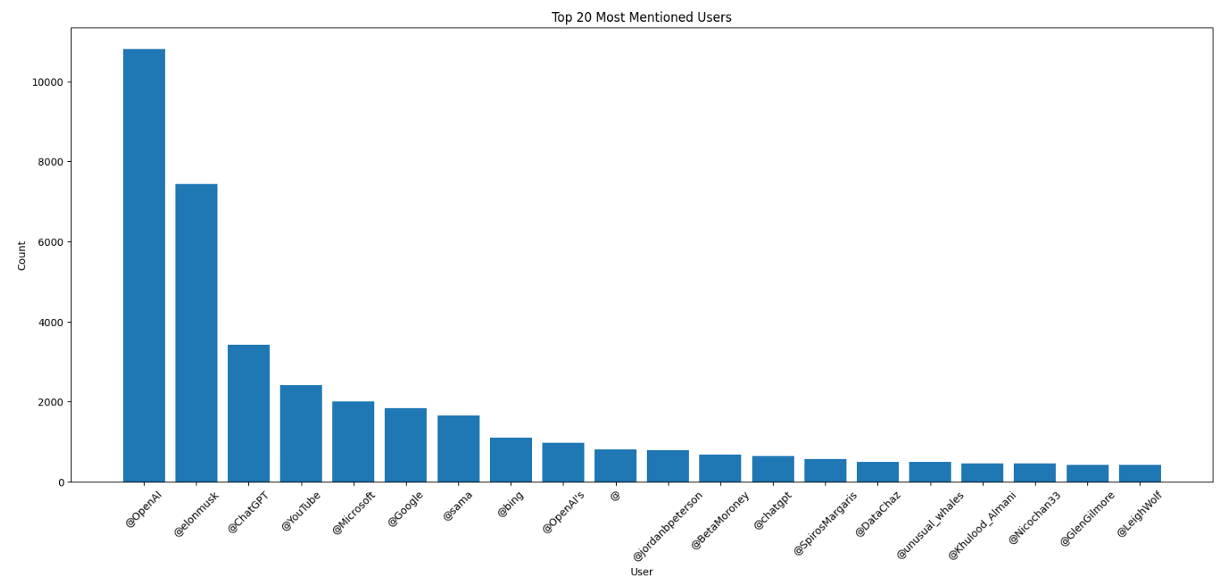 Top 20 Most Mentioned Users
Count
10000
8000
6000
4000
2000
0
@OpenAI
@elonmusk
@ChatGPT
@YouTube
@Microsoft
@Google
@sama
@bing
@OpenAI's
@
@jordanbpeterson
@BetaMoroney
@chatgpt
@SpirosMargaris
@DataChaz
@unusual_whales
@Khulood_Almani
@Nicochan33
@GlenGilmore
@LeighWolf
User